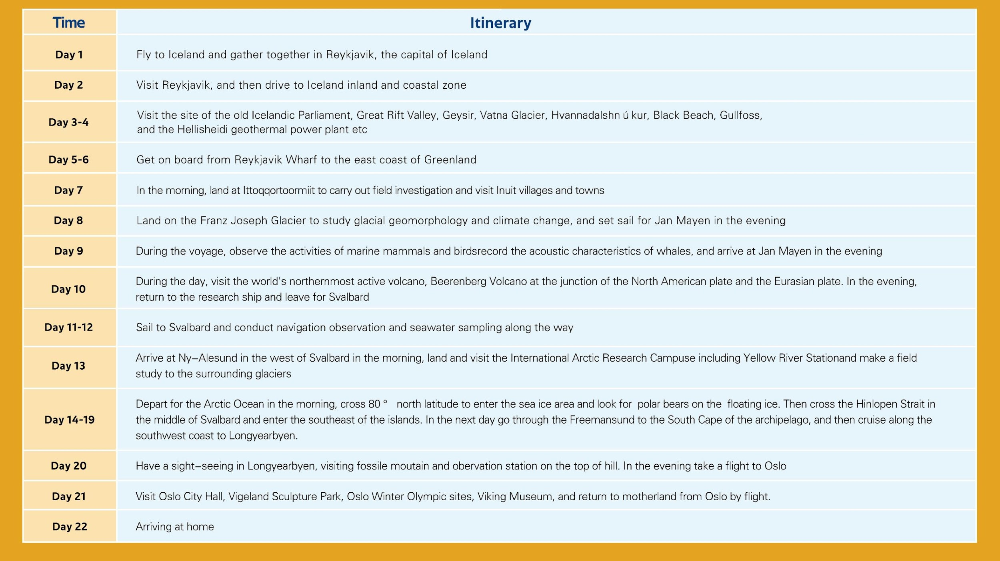 Time Itinerary
Day 1 Fly to Iceland and gather together in Reykjavik, the capital of Iceland
Day 2 Visit Reykjavik, and then drive to Iceland inland and coastal zone
Day 3-4 Visit the site of the old Icelandic Parliament, Great Rift Valley, Geysir, Vatna Glacier, Hvannadalshn ú kur, Black Beach, Gullfoss,
and the Hellisheidi geothermal power plant etc
Day 5-6 Get on board from Reykjavik Wharf to the east coast of Greenland
Day 7 In the morning, land at Ittoqqortoormiit to carry out field investigation and visit Inuit villages and towns
Day 8 Land on the Franz Joseph Glacier to study glacial geomorphology and climate change, and set sail for Jan Mayen in the evening
Day 9 During the voyage, observe the activities of marine mammals and birdsrecord the acoustic characteristics of whales, and arrive at Jan Mayen in the evening
Day 10 During the day, visit the world's northernmost active volcano, Beerenberg Volcano at the junction of the North American plate and the Eurasian plate. In the evening,
return to the research ship and leave for Svalbard
Day 11-12 Sail to Svalbard and conduct navigation observation and seawater sampling along the way
Day 13 Arrive at Ny–Alesund in the west of Svalbard in the morning, land and visit the International Arctic Research Campuse including Yellow River Stationand make a field
study to the surrounding glaciers
Day 14-19 Depart for the Arctic Ocean in the morning, cross 80 ° north latitude to enter the sea ice area and look for polar bears on the floating ice. Then cross the Hinlopen Strait in
the middle of Svalbard and enter the southeast of the islands. In the next day go through the Freemansund to the South Cape of the archipelago, and then cruise along the
southwest coast to Longyearbyen.
Day 20 Have a sight–seeing in Longyearbyen, visiting fossile moutain and obervation station on the top of hill. In the evening take a flight to Oslo
Day 21 Visit Oslo City Hall, Vigeland Sculpture Park, Oslo Winter Olympic sites, Viking Museum, and return to motherland from Oslo by flight.
Day 22 Arriving at home